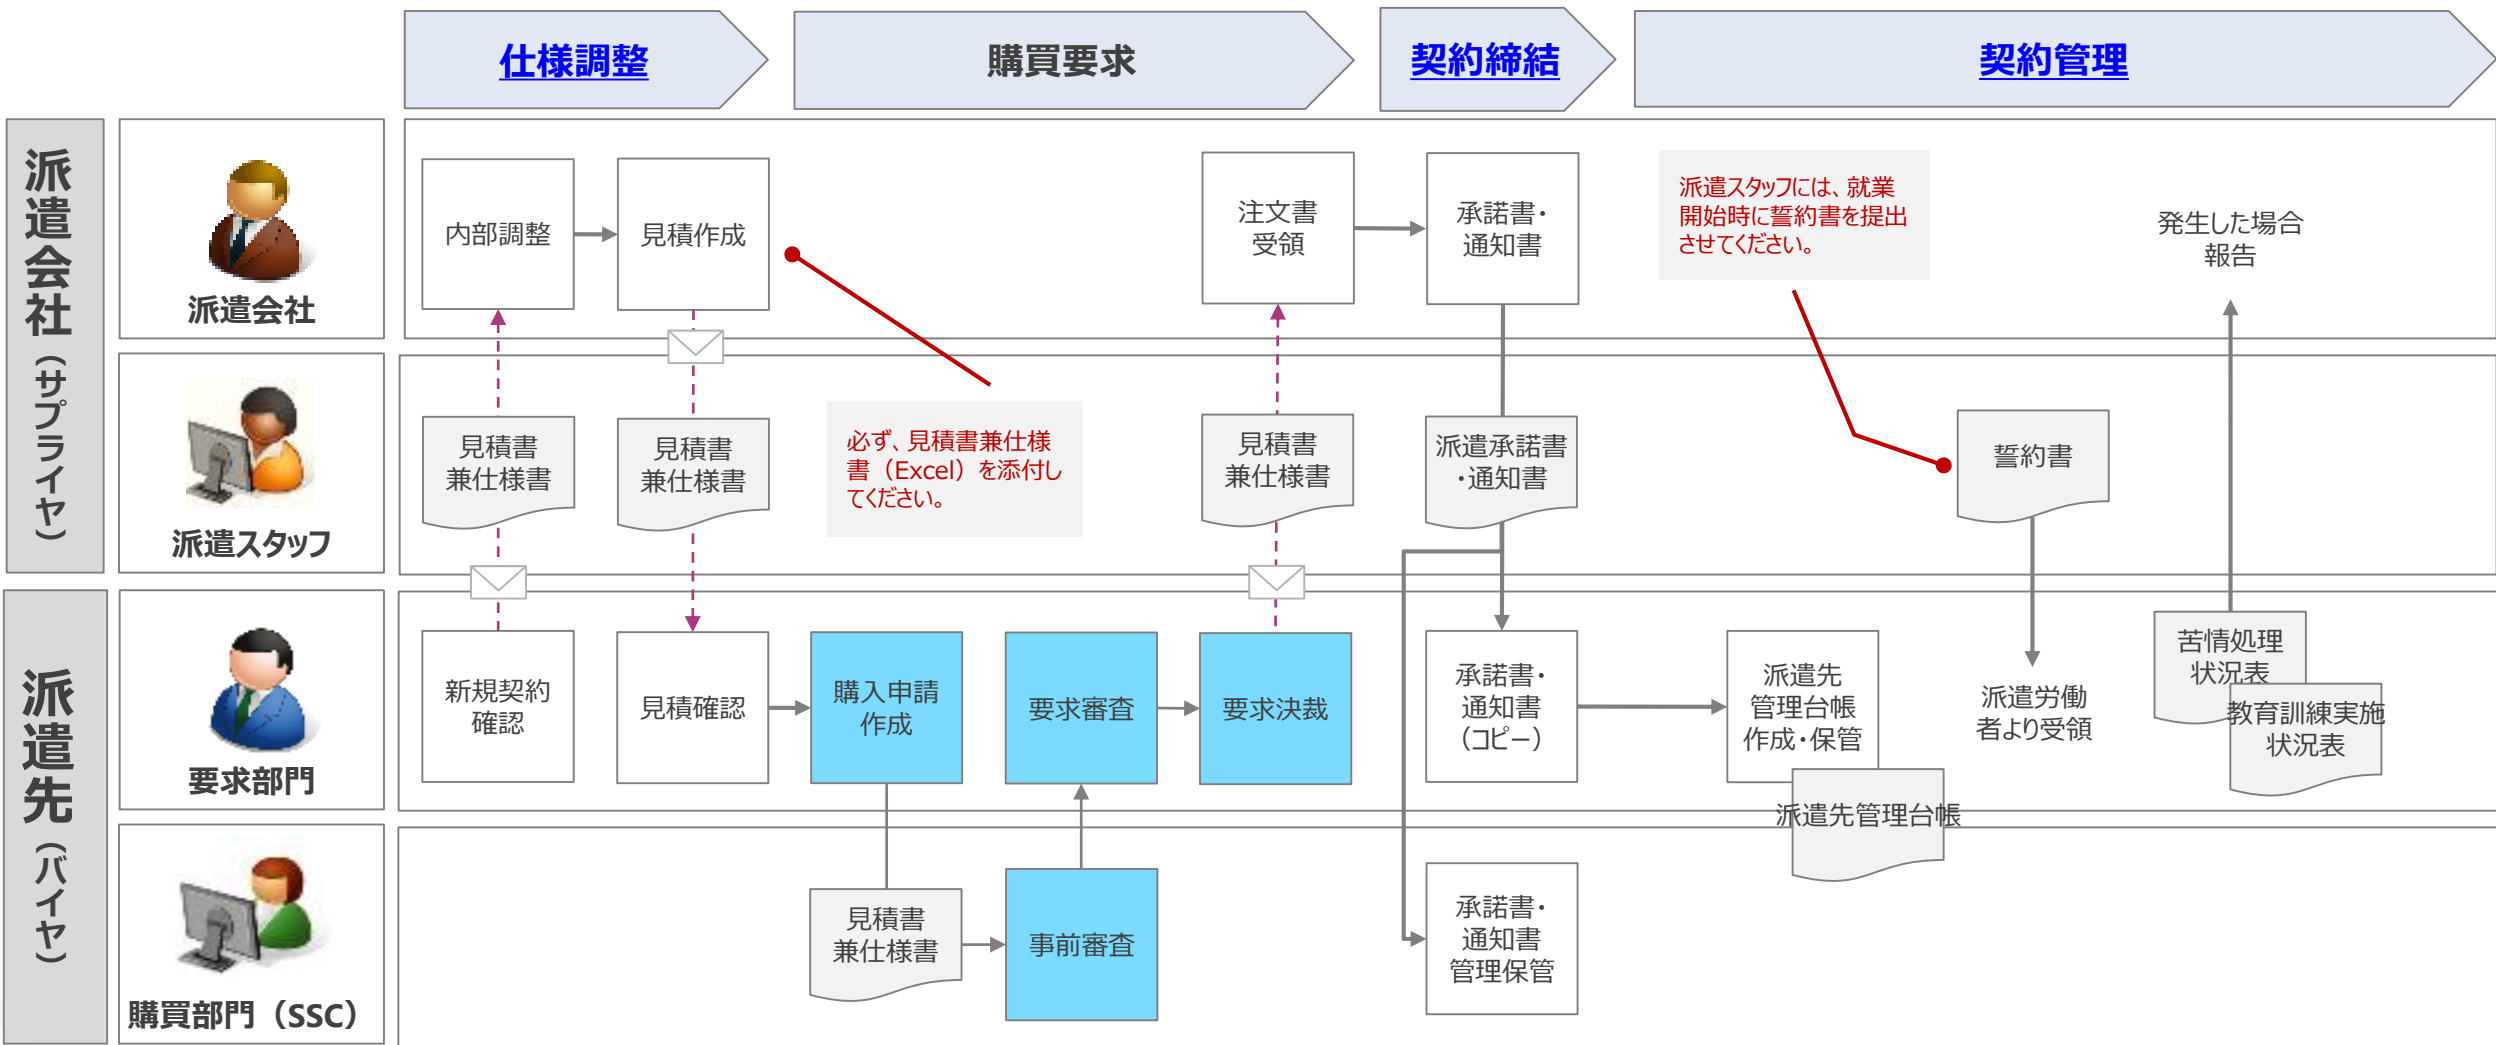 仕様調整
購買要求
契約締結
契約管理
派遣会社（サプライヤ）
派遣会社
内部調整
見積作成
注文書
受領
承諾書・
通知書
派遣スタッフには、就業
開始時に誓約書を提出
させてください。
発生した場合
報告
派遣スタッフ
見積書
兼仕様書
見積書
兼仕様書
必ず、見積書兼仕様
書（Excel）を添付し
てください。
見積書
兼仕様書
派遣承諾書
・通知書
誓約書
派遣先（バイヤ）
要求部門
新規契約
確認
見積確認
購入申請
作成
要求審査
要求決裁
承諾書・
通知書
（コピー）
派遣先
管理台帳
作成・保管
派遣先管理台帳
派遣労働
者より受領
苦情処理
状況表
教育訓練実施
状況表
購買部門（SSC）
見積書
兼仕様書
事前審査
承諾書・
通知書
管理保管